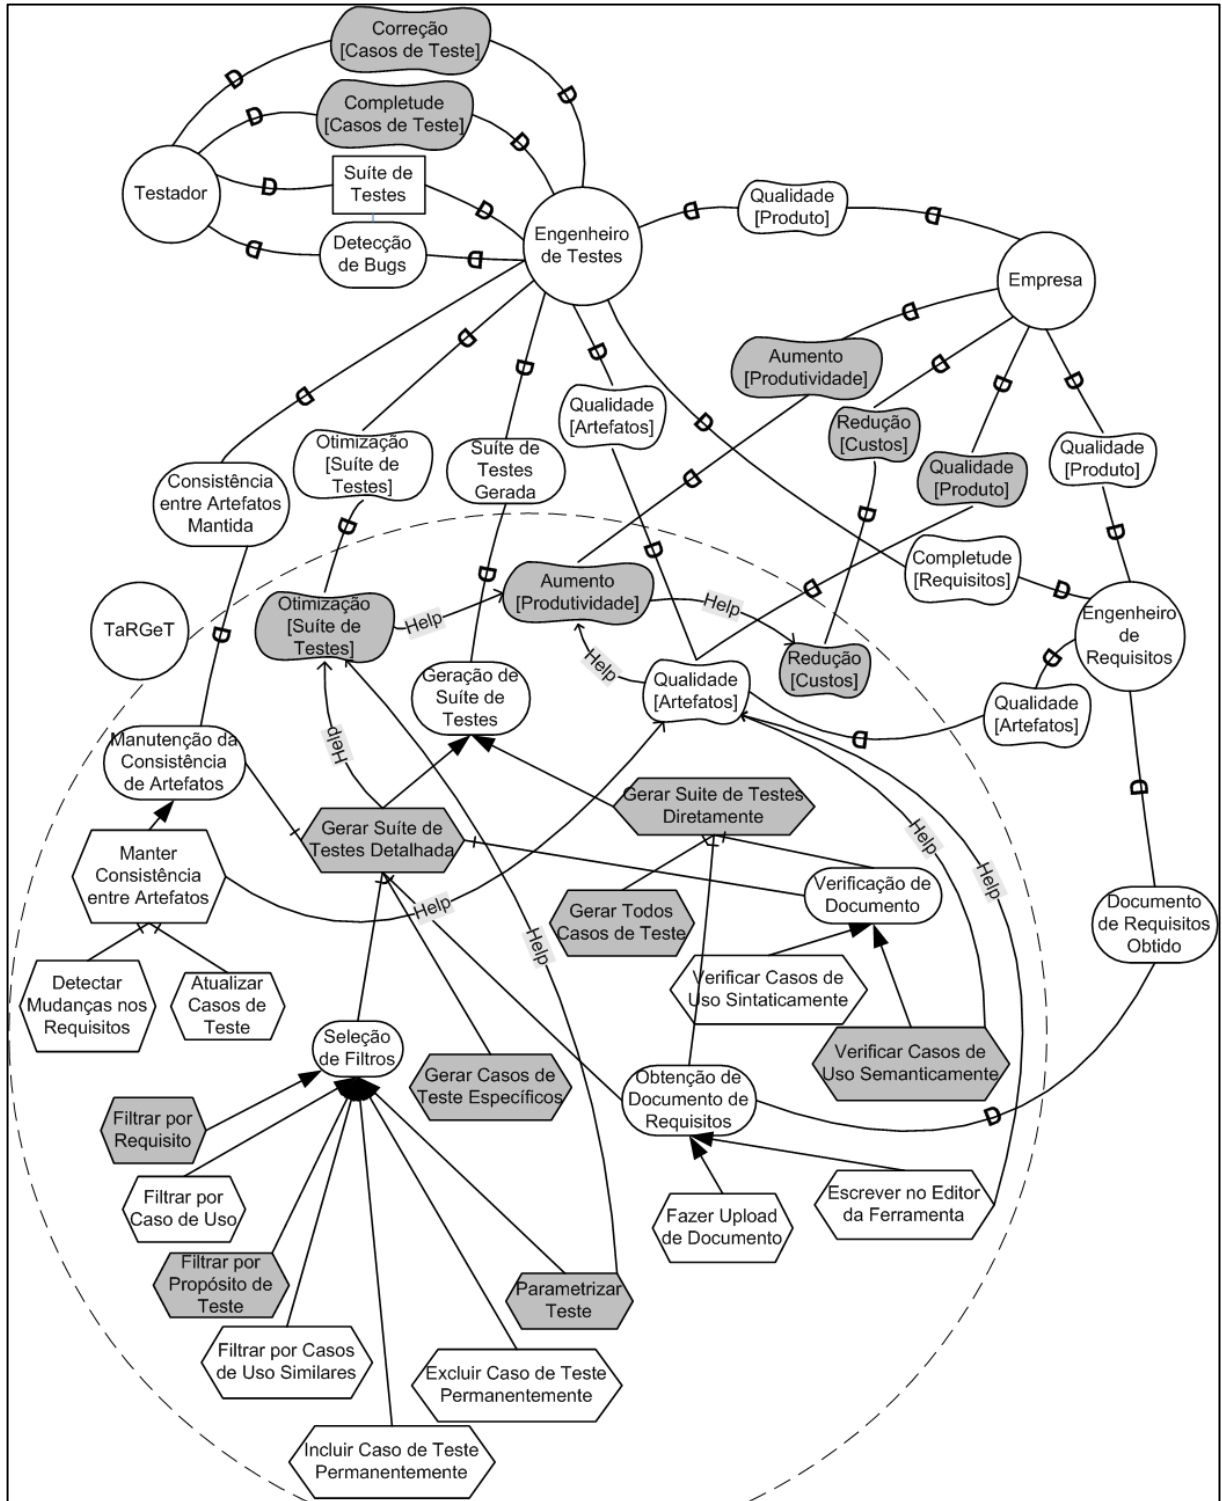 Correção
[Casos de Teste]
D
D
Completude
[Casos de Teste]
D
D
Testador
Suíte de
Testes
D
D
Detecção
de Bugs
D
D
Engenheiro
de Testes
Qualidade
[Produto]
D
D
Empresa
D
D
D
D
D
D
D
D
D
D
Aumento
[Produtividade]
Redução
[Custos]
Qualidade
[Produto]
Qualidade
[Produto]
Qualidade
[Artefatos]
Otimização
[Suíte de
Testes]
Suíte de
Testes
Gerada
Consistência
entre Artefatos
Mantida
D
D
D
D
D
D
D
D
D
Completude
[Requisitos]
D
Engenheiro
de
Requisitos
TaRGeT
Otimização
[Suíte de
Testes]
Help
Aumento
[Produtividade]
Help
Redução
[Custos]
Help
Geração de
Suíte de
Testes
Qualidade
[Artefatos]
D
Qualidade
[Artefatos]
D
D
Manutenção da
Consistência
de Artefatos
Help
Gerar Suíte de
Testes Detalhada
Gerar Suite de Testes
Diretamente
Help
Help
Manter
Consistência
entre Artefatos
Help
Help
Gerar Todos
Casos de Teste
Verificação de
Documento
Documento
de Requisitos
Obtido
Detectar
Mudanças nos
Requisitos
Atualizar
Casos de
Teste
Verificar Casos de
Uso Sintaticamente
Seleção
de Filtros
Gerar Casos de
Teste Específicos
Verificar Casos de
Uso Semanticamente
Obtenção de
Documento de
Requisitos
D
Filtrar por
Requisito
Filtrar por
Caso de Uso
Fazer Upload
de Documento
Escrever no Editor
da Ferramenta
Filtrar por
Propósito de
Teste
Parametrizar
Teste
Filtrar por Casos
de Uso Similares
Excluir Caso de Teste
Permanentemente
Incluir Caso de Teste
Permanentemente